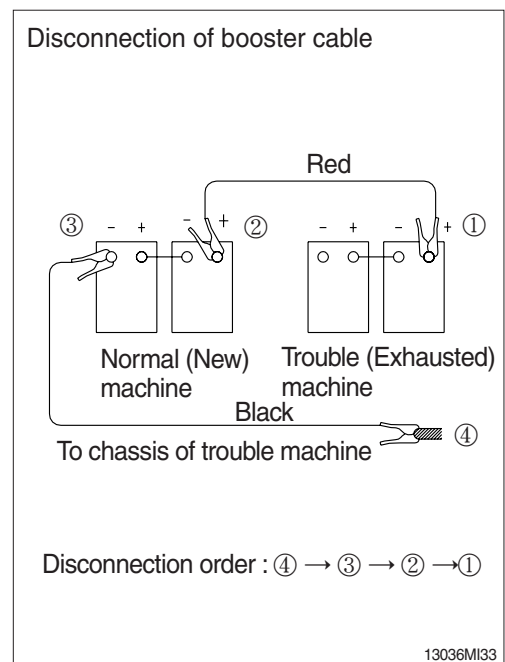 Disconnection of booster cable
Red
③ - + - + ② - + - + ①
Normal (New)
machine
Trouble (Exhausted)
machine
Black
To chassis of trouble machine ④
Disconnection order : ④ → ③ → ② →①
13036MI33